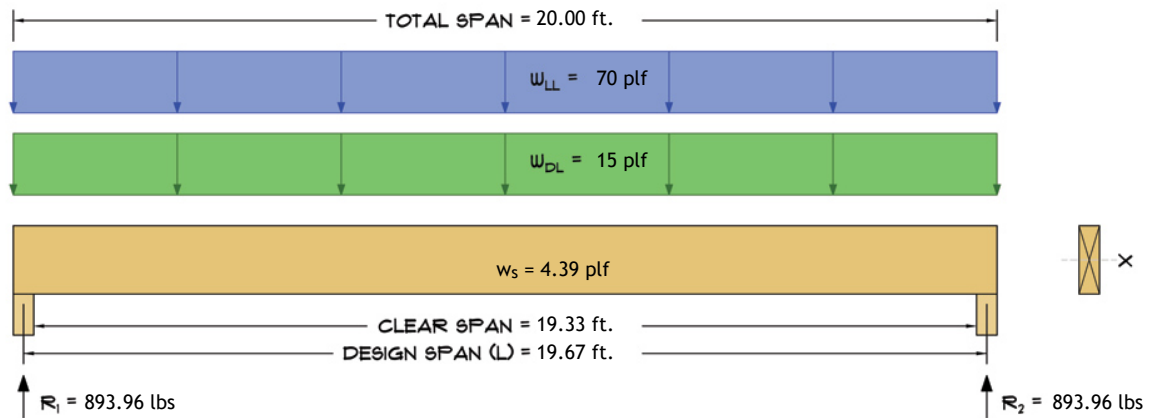 TOTAL SPAN = 20.00 ft.
WLL = 70 plf
WDL = 15 plf
ws = 4.39 plf
X
CLEAR SPAN = 19.33 ft.
DESIGN SPAN (L) = 19.67 ft.
R1 = 893.96 lbs
R2 = 893.96 lbs